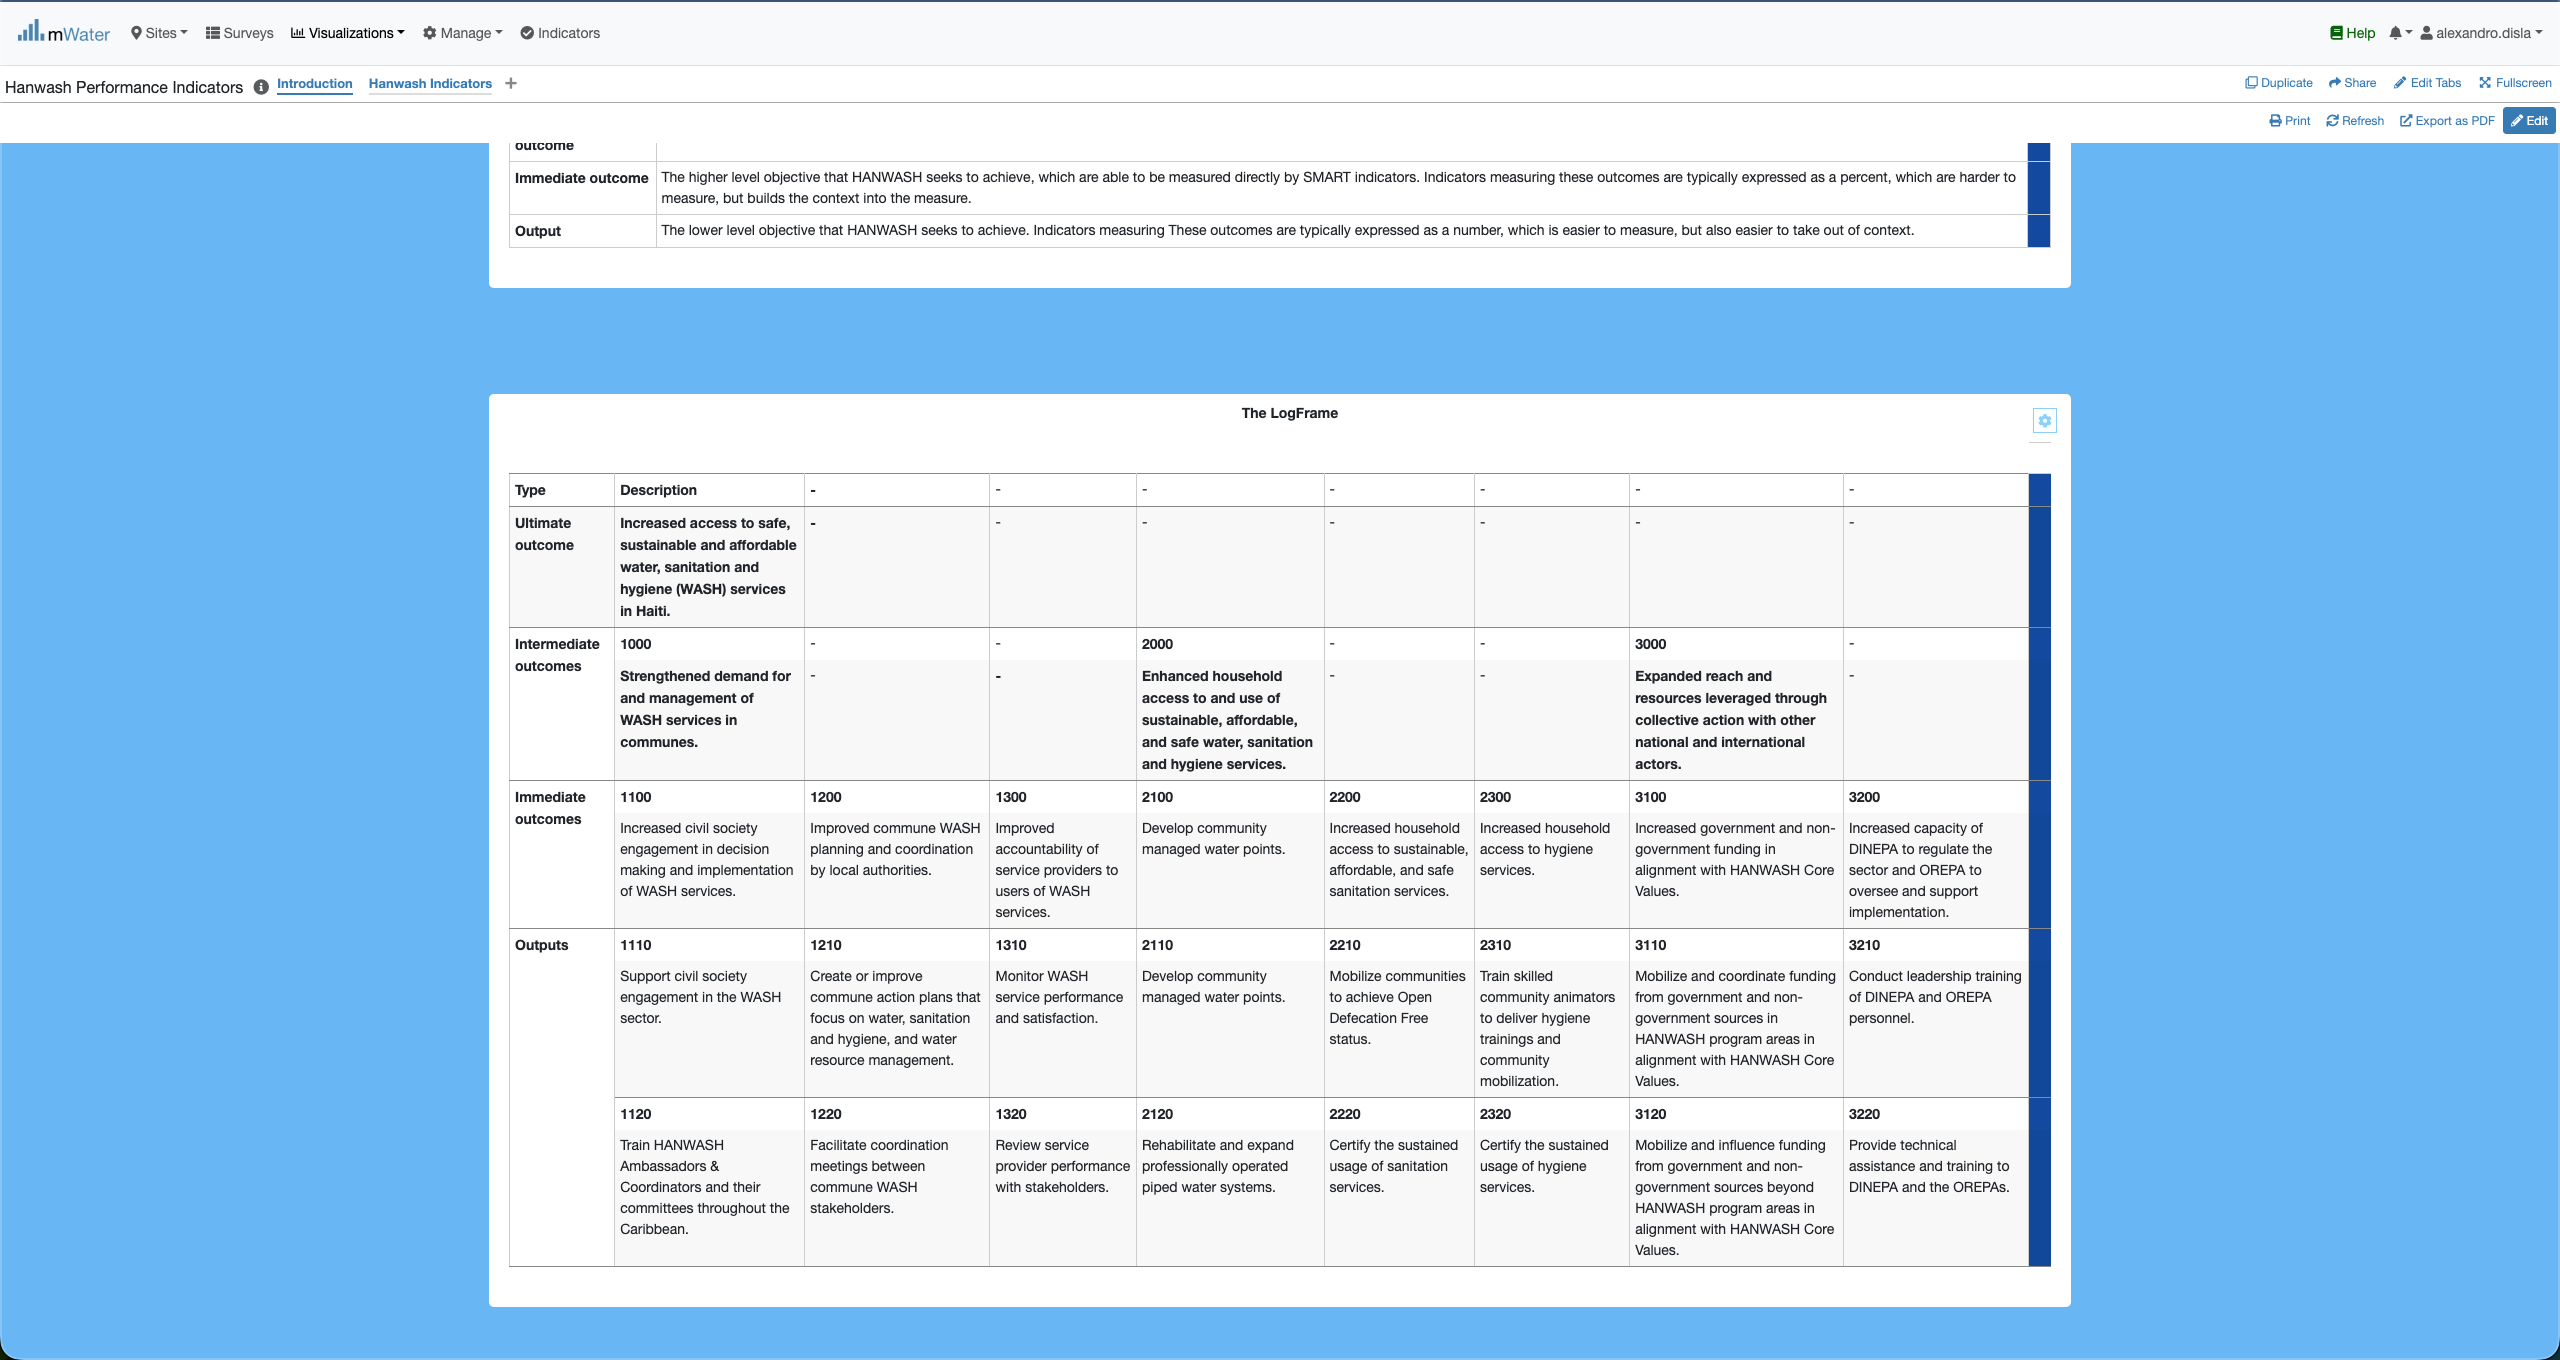 mWater Sites Surveys Visualizations Manage Indicators Help alexandro.disla
Hanwash Performance Indicators Introduction Hanwash Indicators + Duplicate Share Edit Tabs Fullscreen
Print Refresh Export as PDF Edit
outcome
Immediate outcome
The higher level objective that HANWASH seeks to achieve, which are able to be measured directly by SMART indicators. Indicators measuring these outcomes are typically expressed as a percent, which are harder to
measure, but builds the context into the measure.
Output
The lower level objective that HANWASH seeks to achieve. Indicators measuring These outcomes are typically expressed as a number, which is easier to measure, but also easier to take out of context.
The LogFrame
Type Description - - - - - - -
Ultimate
outcome
Increased access to safe,
sustainable and affordable
water, sanitation and
hygiene (WASH) services
in Haiti.
- - - - - - -
Intermediate
outcomes
1000 - - 2000 - - 3000 -
Strengthened demand for
and management of
WASH services in
communes.
- -
Enhanced household
access to and use of
sustainable, affordable,
and safe water, sanitation
and hygiene services.
- -
Expanded reach and
resources leveraged through
collective action with other
national and international
actors.
-
Immediate
outcomes
1100 1200 1300 2100 2200 2300 3100 3200
Increased civil society
engagement in decision
making and implementation
of WASH services.
Improved commune WASH
planning and coordination
by local authorities.
Improved
accountability of
service providers to
users of WASH
services.
Develop community
managed water points.
Increased household
access to sustainable,
affordable, and safe
sanitation services.
Increased household
access to hygiene
services.
Increased government and non-
government funding in
alignment with HANWASH Core
Values.
Increased capacity of
DINEPA to regulate the
sector and OREPA to
oversee and support
implementation.
Outputs
1110 1210 1310 2110 2210 2310 3110 3210
Support civil society
engagement in the WASH
sector.
Create or improve
commune action plans that
focus on water, sanitation
and hygiene, and water
resource management.
Monitor WASH
service performance
and satisfaction.
Develop community
managed water points.
Mobilize communities
to achieve Open
Defecation Free
status.
Train skilled
community animators
to deliver hygiene
trainings and
community
mobilization.
Mobilize and coordinate funding
from government and non-
government sources in
HANWASH program areas in
alignment with HANWASH Core
Values.
Conduct leadership training
of DINEPA and OREPA
personnel.
1120 1220 1320 2120 2220 2320 3120 3220
Train HANWASH
Ambassadors &
Coordinators and their
committees throughout the
Caribbean.
Facilitate coordination
meetings between
commune WASH
stakeholders.
Review service
provider performance
with stakeholders.
Rehabilitate and expand
professionally operated
piped water systems.
Certify the sustained
usage of sanitation
services.
Certify the sustained
usage of hygiene
services.
Mobilize and influence funding
from government and non-
government sources beyond
HANWASH program areas in
alignment with HANWASH Core
Values.
Provide technical
assistance and training to
DINEPA and the OREPAs.